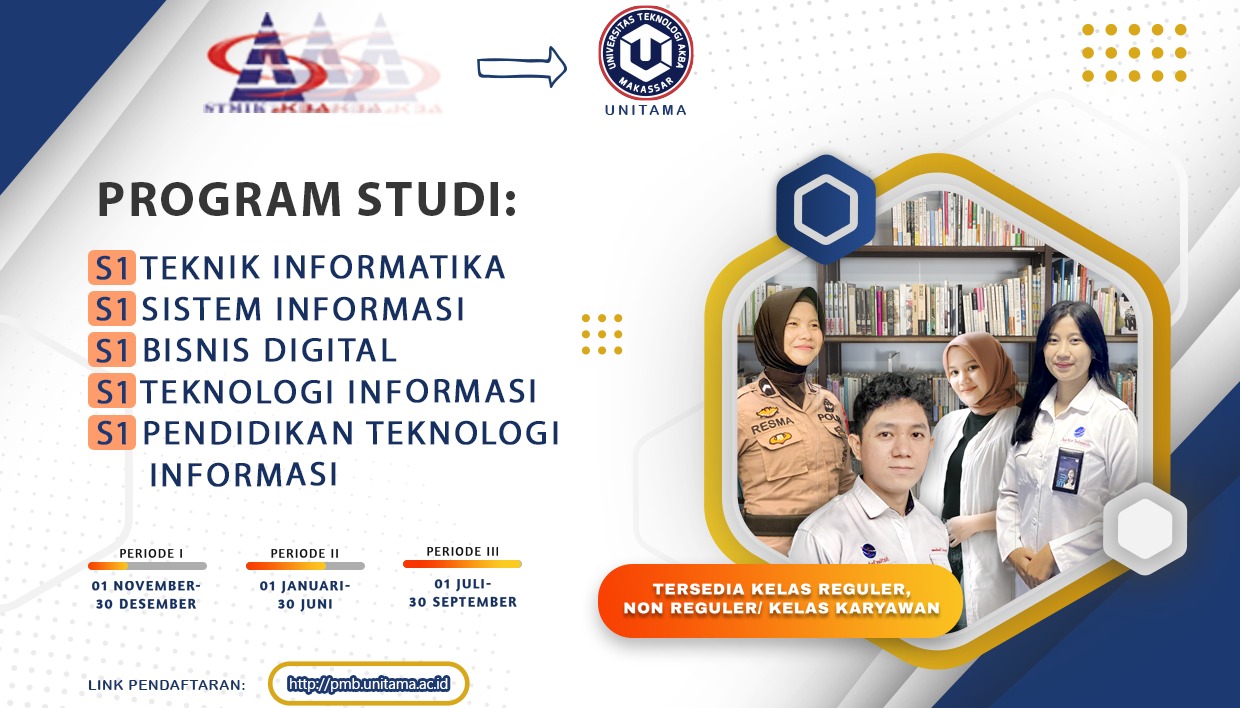 UNIVERSITAS TEKNOLOGI AKBA
MAKASSAR
UNITAMA
PROGRAM STUDI:
S1 TEKNIK INFORMATIKA
S1 SISTEM INFORMASI
S1 BISNIS DIGITAL
S1 TEKNOLOGI INFORMASI
S1 PENDIDIKAN TEKNOLOGI
INFORMASI
PERIODE I
01 NOVEMBER-
30 DESEMBER
PERIODE II
01 JANUARI-
30 JUNI
PERIODE III
01 JULI-
30 SEPTEMBER
RESMA
TERSEDIA KELAS REGULER,
NON REGULER/ KELAS KARYAWAN
LINK PENDAFTARAN:
http://pmb.unitama.ac.id